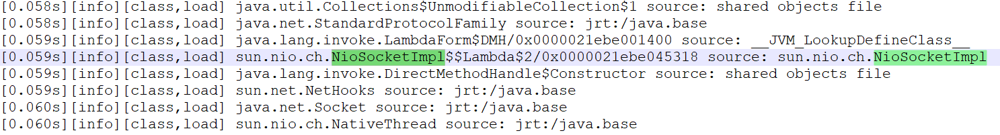 [0.058s][info][class,load] java.util.Collections$UnmodifiableCollection$1 source: shared objects file
[0.058s][info][class,load] java.net.StandardProtocolFamily source: jrt:/java.base
[0.059s][info][class,load] java.lang.invoke.LambdaForm$DMH/0x0000021ebe001400 source: __JVM_LookupDefineClass__
[0.059s][info][class,load] sun.nio.ch.NioSocketImpl$$Lambda$2/0x0000021ebe045318 source: sun.nio.ch.NioSocketImpl
[0.059s][info][class,load] java.lang.invoke.DirectMethodHandle$Constructor source: shared objects file
[0.059s][info][class,load] sun.net.NetHooks source: jrt:/java.base
[0.060s][info][class,load] java.net.Socket source: jrt:/java.base
[0.060s][info][class,load] sun.nio.ch.NativeThread source: jrt:/java.base